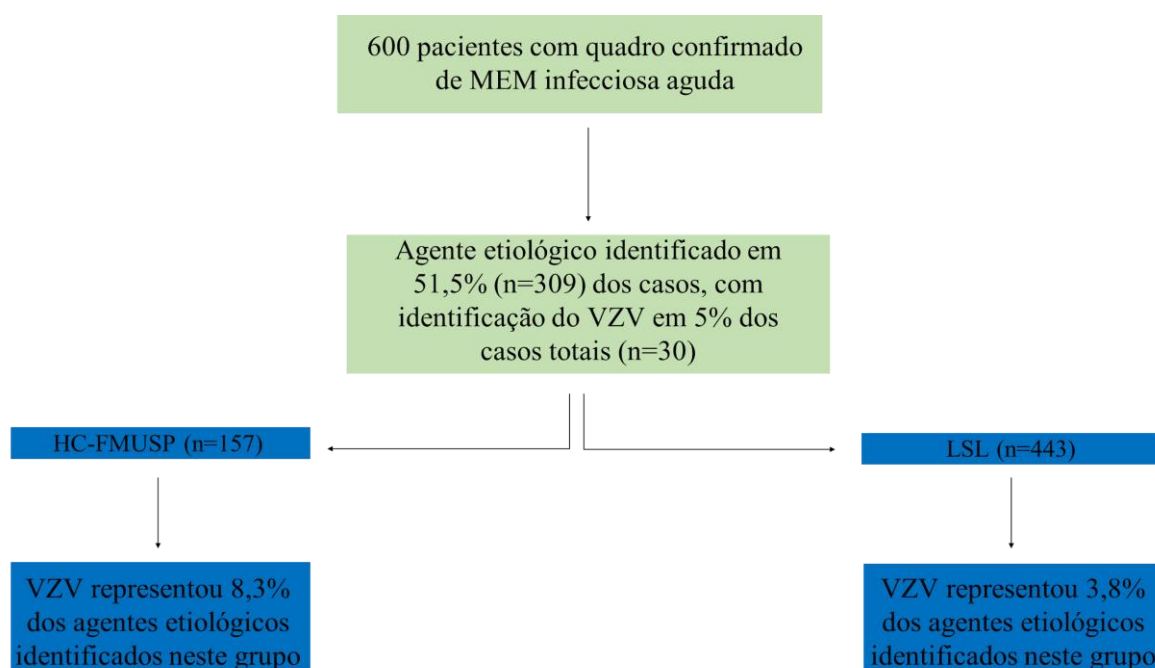 600 pacientes com quadro confirmado
de MEM infecciosa aguda
Agente etiológico identificado em
51,5% (n=309) dos casos, com
identificação do VZV em 5% dos
casos totais (n=30)
HC-FMUSP (n=157)
LSL (n=443)
VZV representou 8,3%
dos agentes etiológicos
identificados neste grupo
VZV representou 3,8%
dos agentes etiológicos
identificados neste grupo